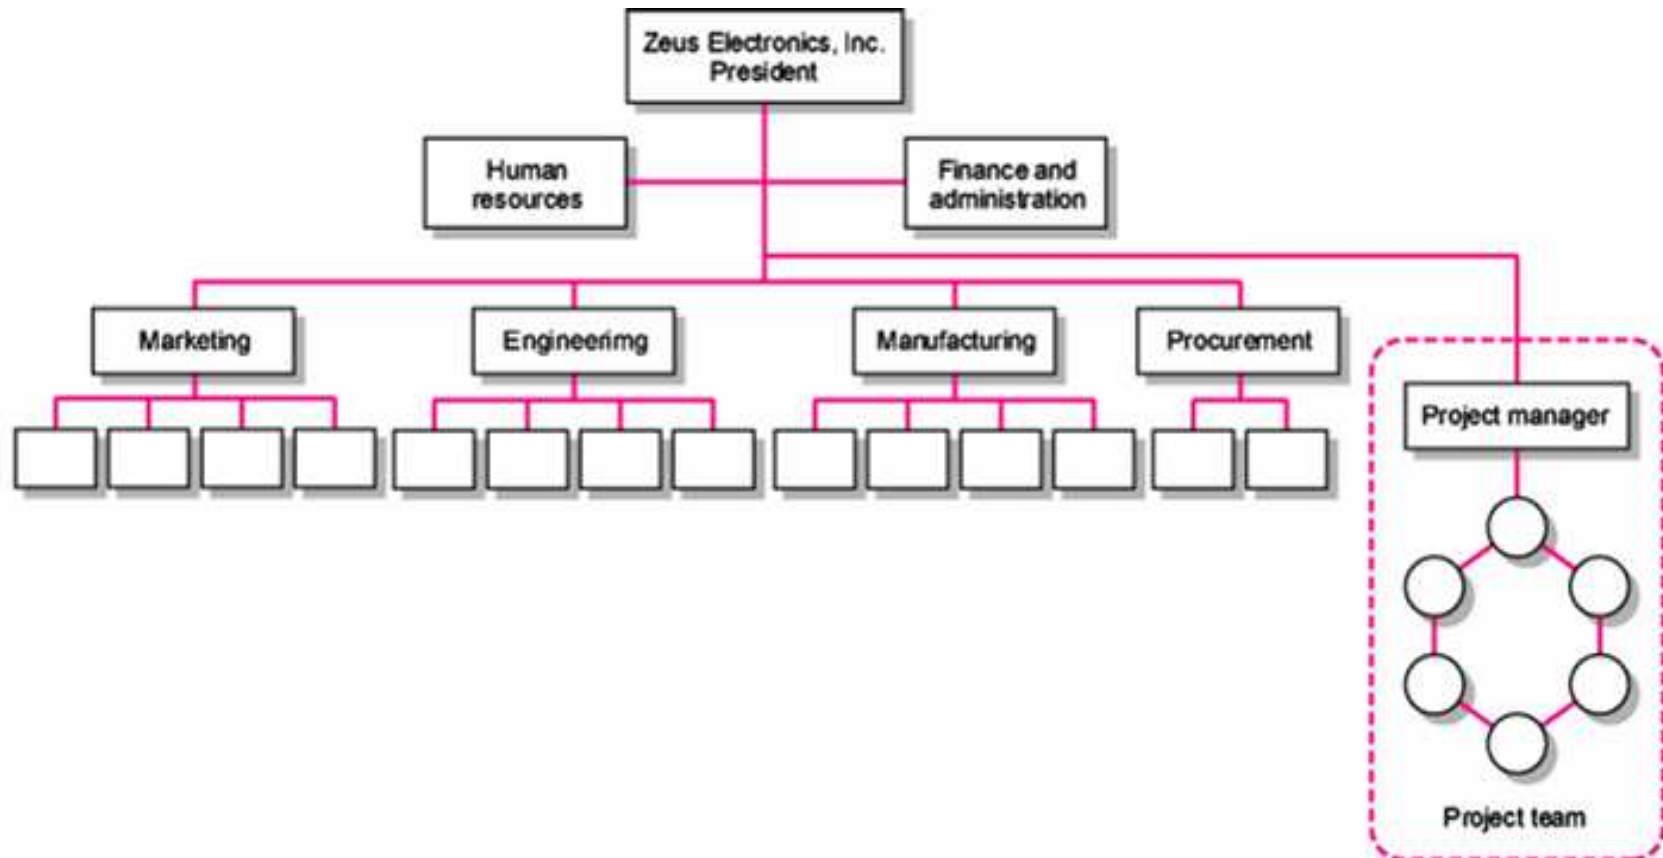 Zeus Electronics, Inc.
President
Human
resources
Finance and
administration
Marketing
Engineerimg
Manufacturing
Procurement
Project manager
Project team